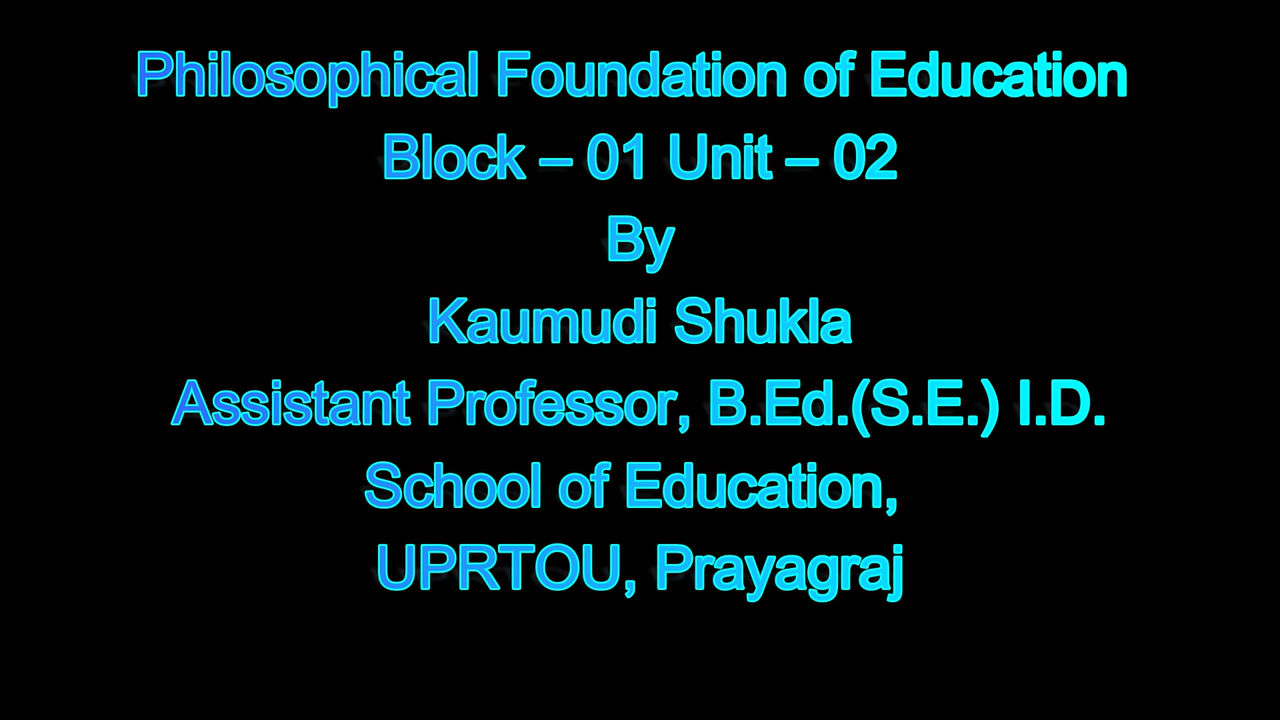 Philosophical Foundation of Education
Block – 01 Unit – 02
By
Kaumudi Shukla
Assistant Professor, B.Ed.(S.E.) I.D.
School of Education,
UPRTOU, Prayagraj